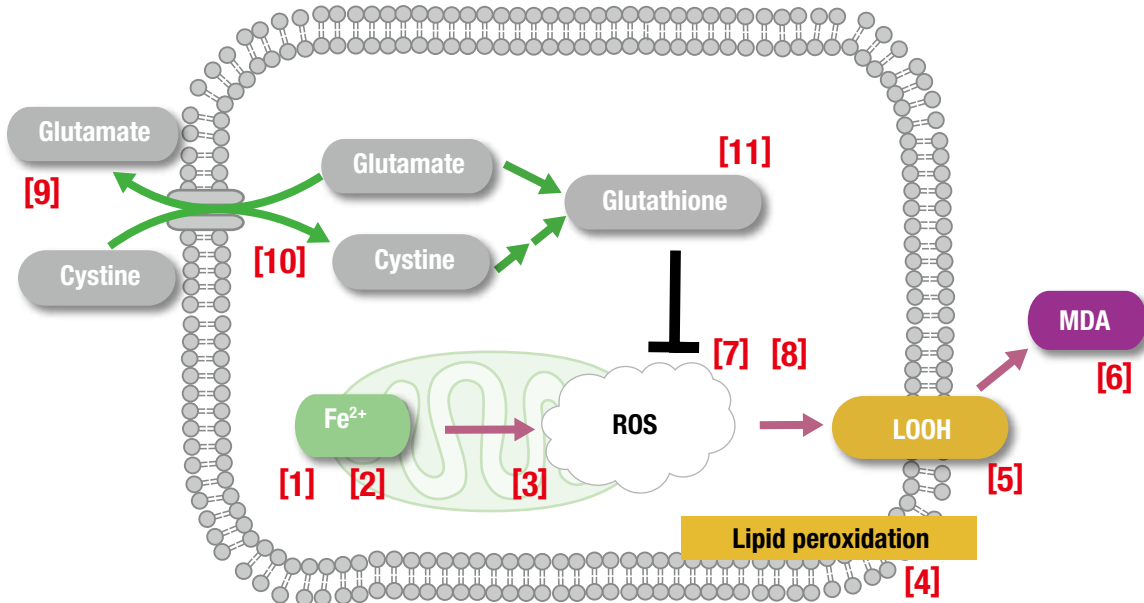 Glutamate
[9]
Cystine
Glutamate
[10]
Cystine
[11]
Glutathione
[7] [8]
Fe²⁺
[1] [2]
[3]
ROS
LOOH
[5]
MDA
[6]
Lipid peroxidation
[4]